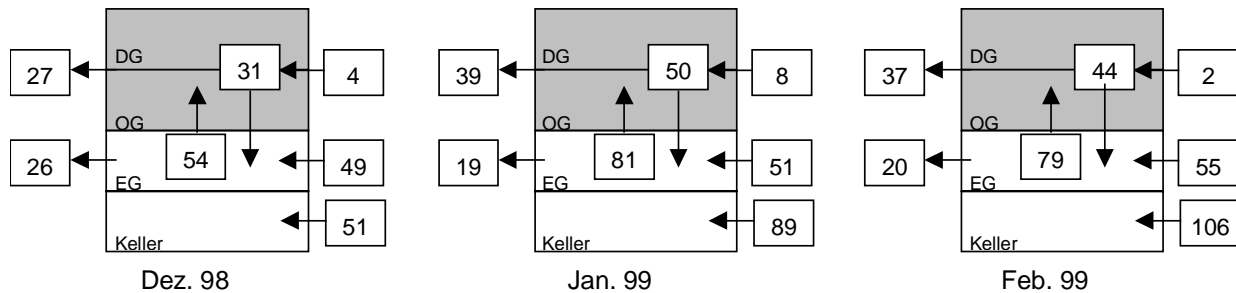 DG
27
31
4
OG
26
54
49
EG
51
Keller
Dez. 98
DG
39
50
8
OG
19
81
51
EG
89
Keller
Jan. 99
DG
37
44
2
OG
20
79
55
EG
106
Keller
Feb. 99